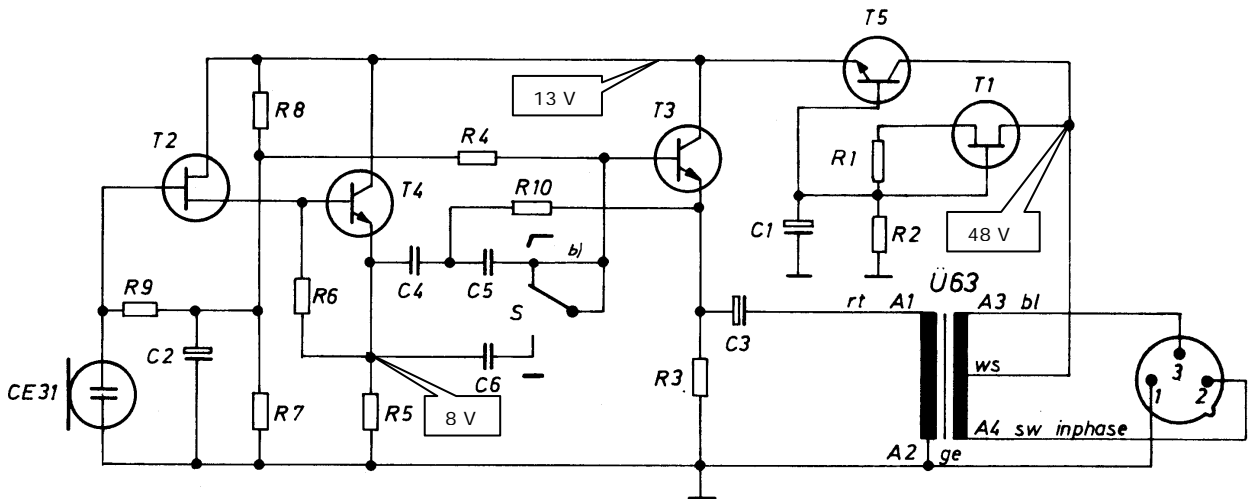 T5
13 V
T1
R8
T3
T2
R4
R1
T4
R10
C1
R2
48 V
b)
Ü63
R9
R6
C4
C5
S
rt
A1
A3 bl
C2
C3
ws
3
CE31
C6
R3
1
2
R7
R5
8 V
A4 sw inphase
A2
ge